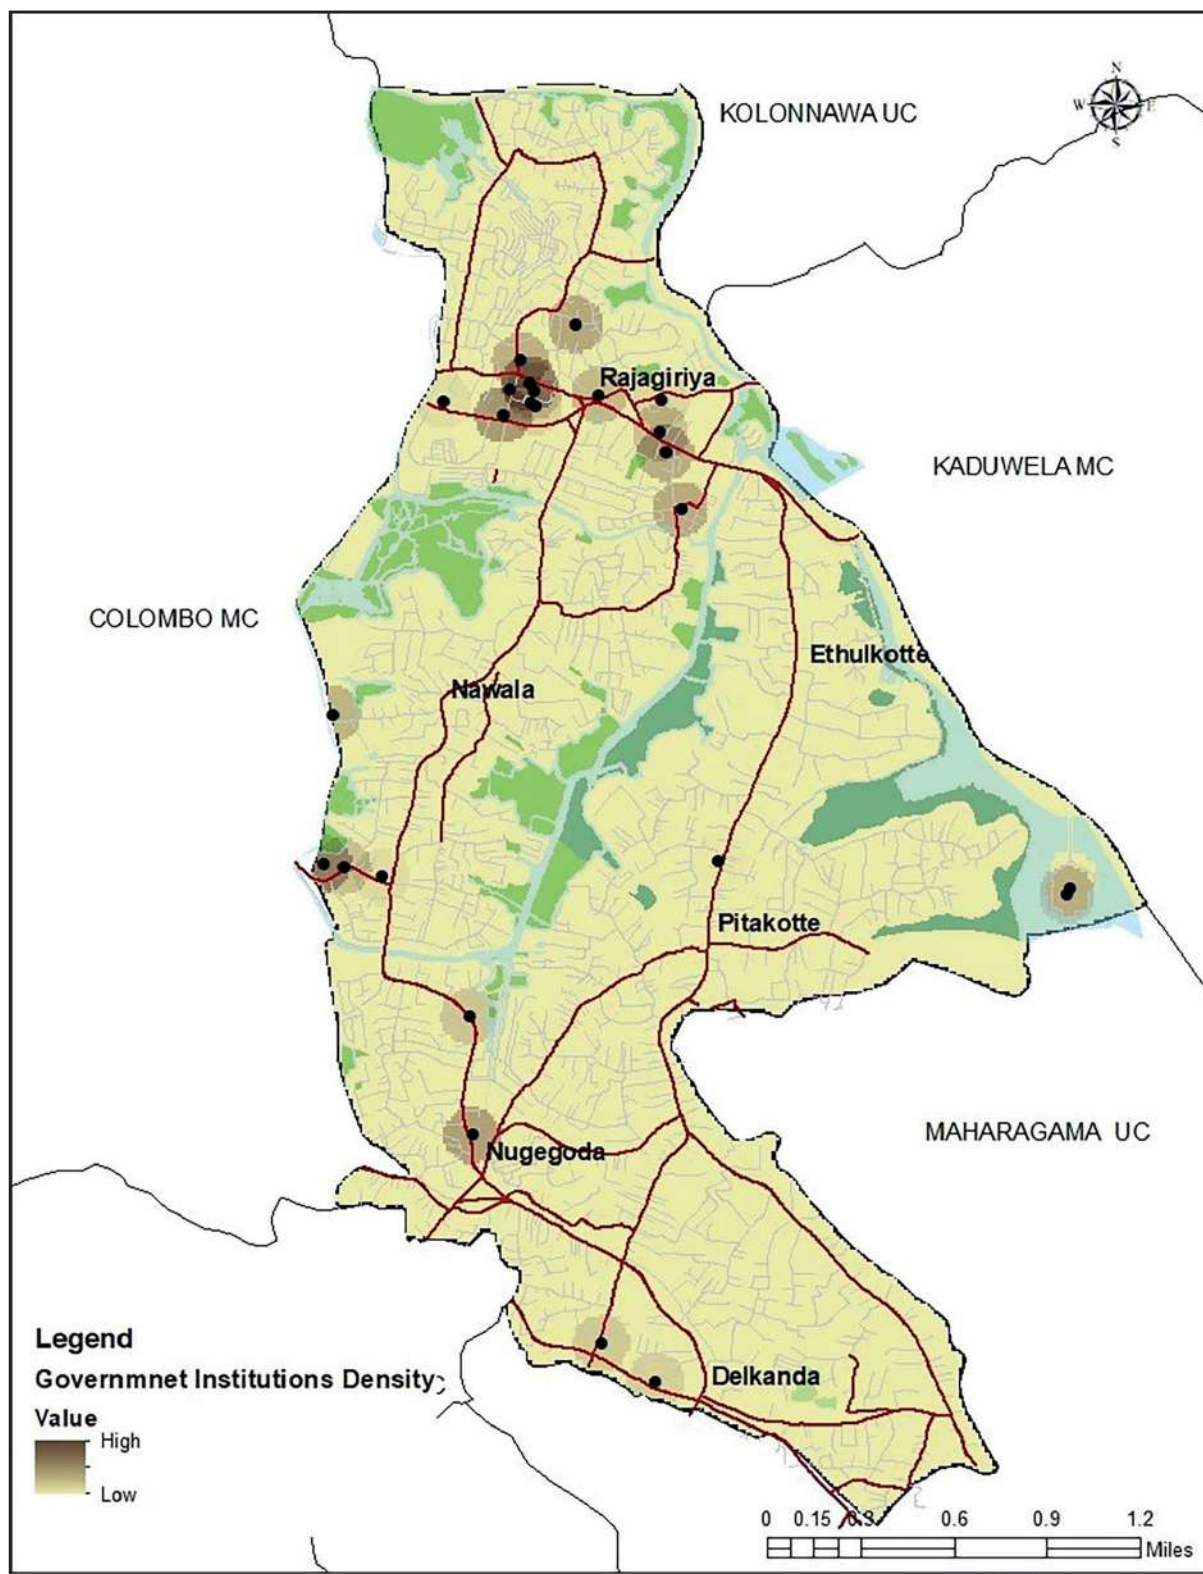 N
W E
S
KOLONNAWA UC
Rajagiriya
KADUWELA MC
COLOMBO MC
Ethulkotte
Nawala
Pitakotte
MAHARAGAMA UC
Nugegoda
Delkanda
Legend
Governmnet Institutions Density
Value
High
Low
0 0.15 0.3 0.6 0.9 1.2
Miles